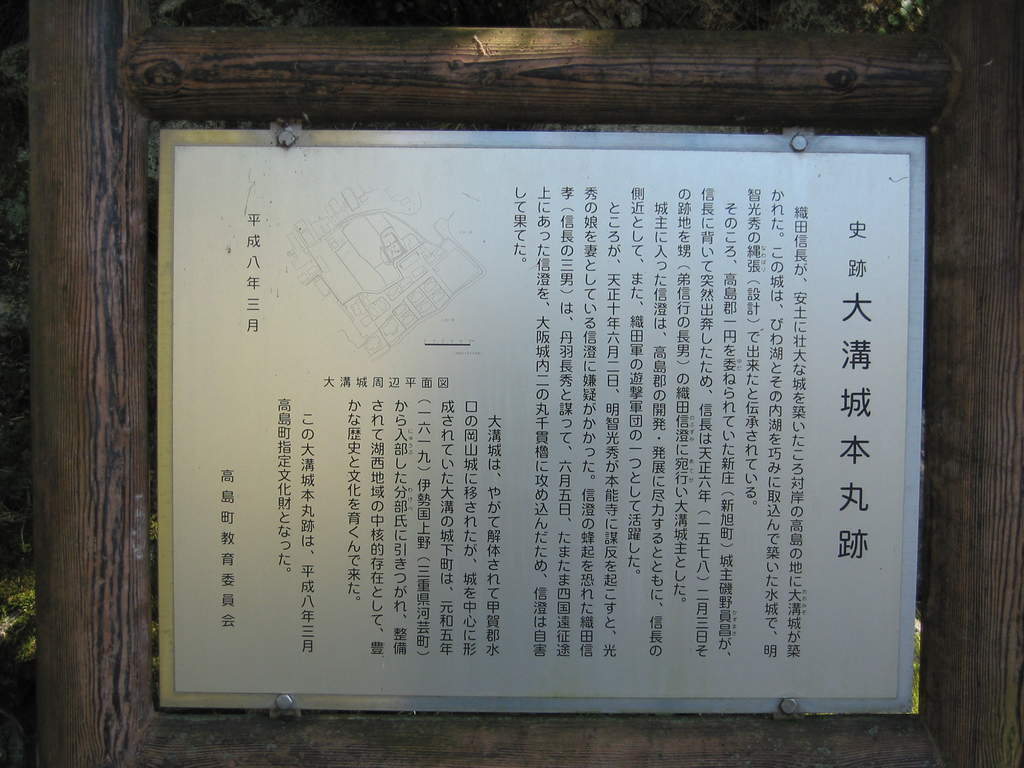 史跡大溝城本丸跡
織田信長が、安土に壮大な城を築いたころ対岸の高島の地に大溝城が築
かれた。この城は、びわ湖とその内湖を巧みに取込んで築いた水城で、明
智光秀の縄張(設計)で出来たと伝承されている。
そのころ、高島郡一円を委ねられていた新庄(新旭町)城主磯野員昌が、
信長に背いて突然出奔したため、信長は天正六年(一五七八)二月三日そ
の跡地を甥(弟信行の長男)の織田信澄に宛行い大溝城主とした。
城主に入った信澄は、高島郡の開発・発展に尽力するとともに、信長の
側近として、また、織田軍の遊撃軍団の一つとして活躍した。
ところが、天正十年六月二日、明智光秀が本能寺に謀反を起こすと、光
秀の娘を妻としている信澄に嫌疑がかかった。信澄の蜂起を恐れた織田信
孝(信長の三男)は、丹羽長秀と謀って、六月五日、たまたま四国遠征途
上にあった信澄を、大阪城内二の丸千貫櫓に攻め込んだため、信澄は自害
して果てた。
大溝城は、やがて解体されて甲賀郡水
口の岡山城に移されたが、城を中心に形
成されていた大溝の城下町は、元和五年
(一六一九)伊勢国上野(三重県河芸町)
から入部した分部氏に引きつがれ、整備
されて湖西地域の中核的存在として、豊
かな歴史と文化を育くんで来た。
この大溝城本丸跡は、平成八年三月
高島町指定文化財となった。
大溝城周辺平面図
平成八年三月
高島町教育委員会